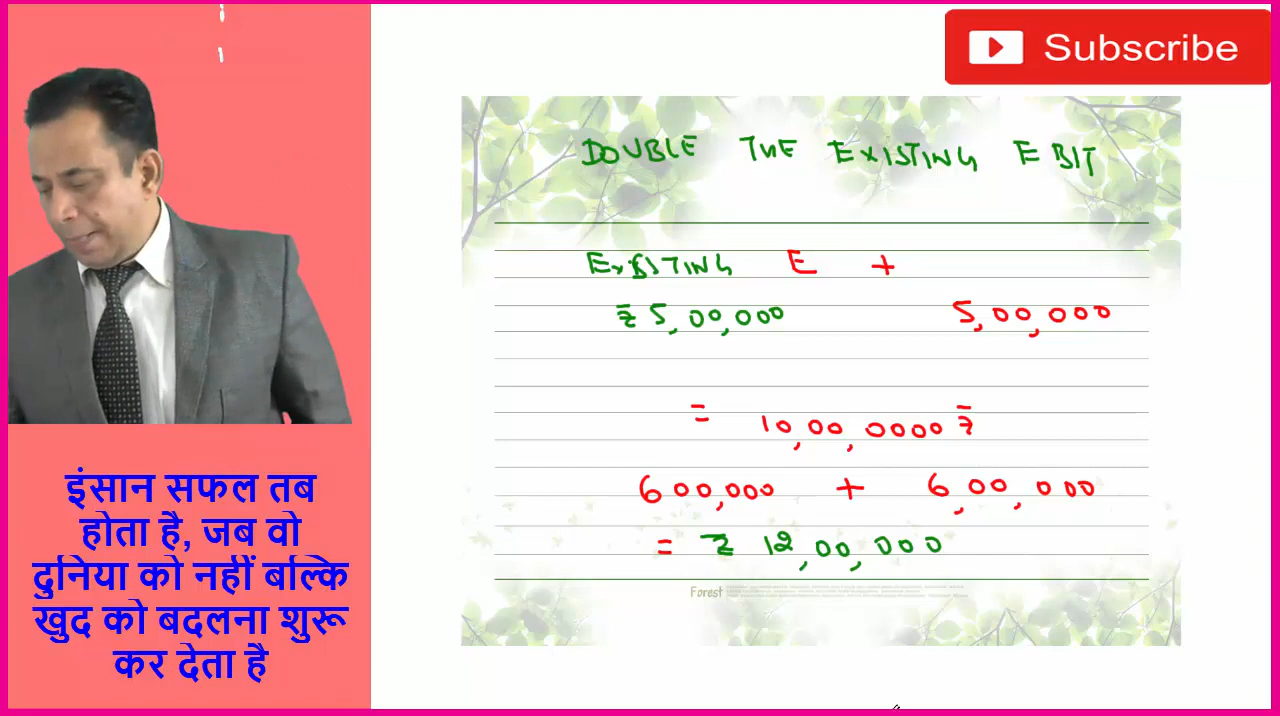 Subscribe
DOUBLE THE EXISTING EBIT
EXISTING E +
₹ 5,00,000 5,00,000
= 10,00,0000 ₹
600,000 + 6,00,000
= ₹ 12,00,000
Forest
इंसान सफल तब
होता है, जब वो
दुनिया को नहीं बल्कि
खुद को बदलना शुरू
कर देता है